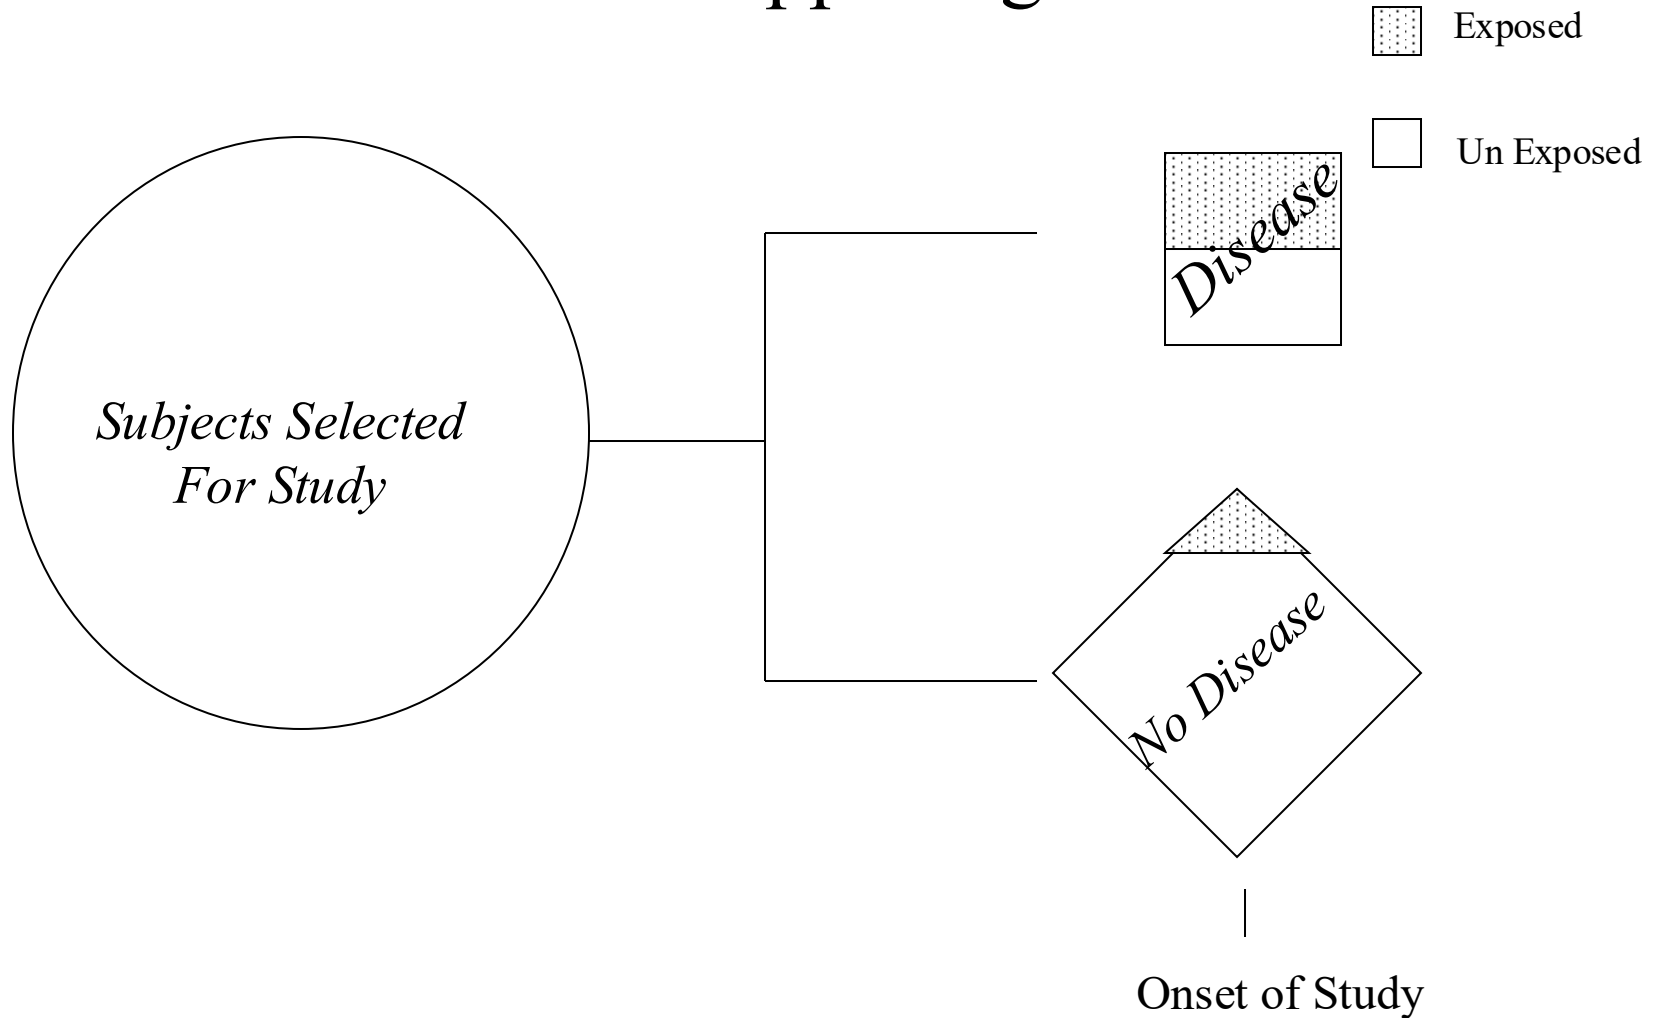 Exposed
Un Exposed
Disease
Subjects Selected
For Study
No Disease
Onset of Study